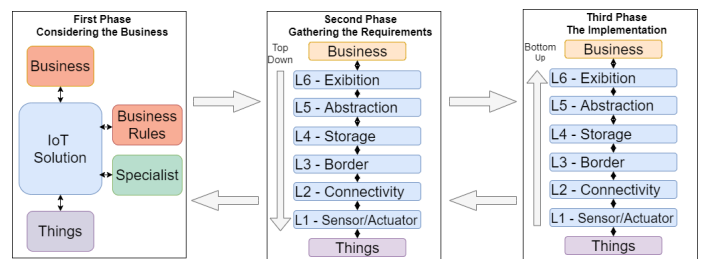 First Phase
Considering the Business
Business
IoT
Solution
Business
Rules
Specialist
Things
Second Phase
Gathering the Requirements
Top
Down
Business
L6 - Exibition
L5 - Abstraction
L4 - Storage
L3 - Border
L2 - Connectivity
L1 - Sensor/Actuator
Things
Third Phase
The Implementation
Bottom
Up
Business
L6 - Exibition
L5 - Abstraction
L4 - Storage
L3 - Border
L2 - Connectivity
L1 - Sensor/Actuator
Things